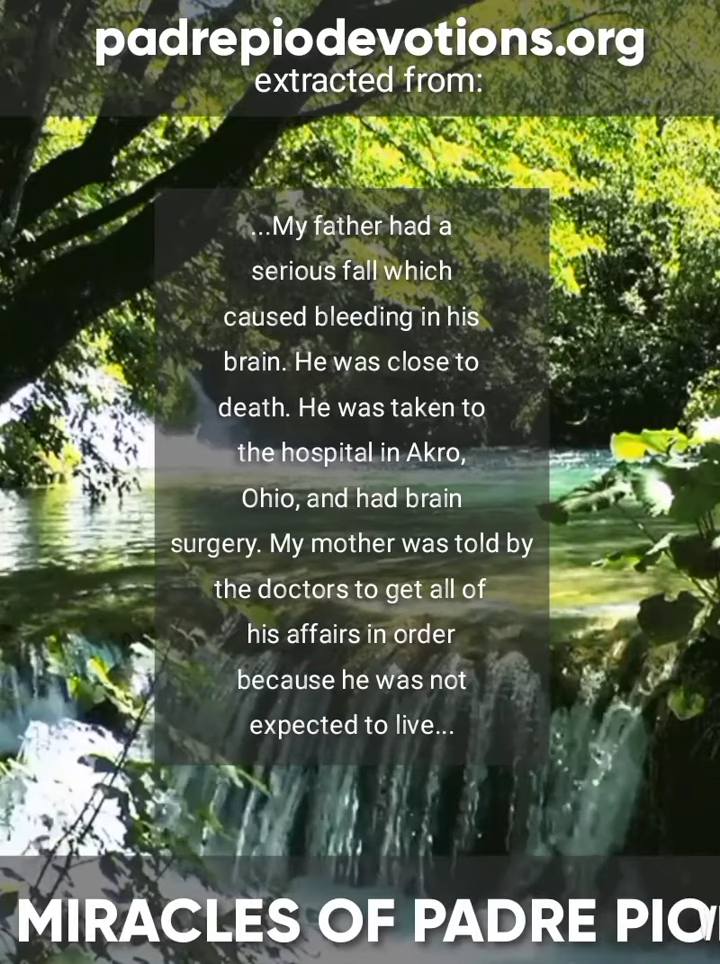 padrepiodevotions.org
extracted from:
...My father had a
serious fall which
caused bleeding in his
brain. He was close to
death. He was taken to
the hospital in Akro,
Ohio, and had brain
surgery. My mother was told by
the doctors to get all of
his affairs in order
because he was not
expected to live...
MIRACLES OF PADRE PIO